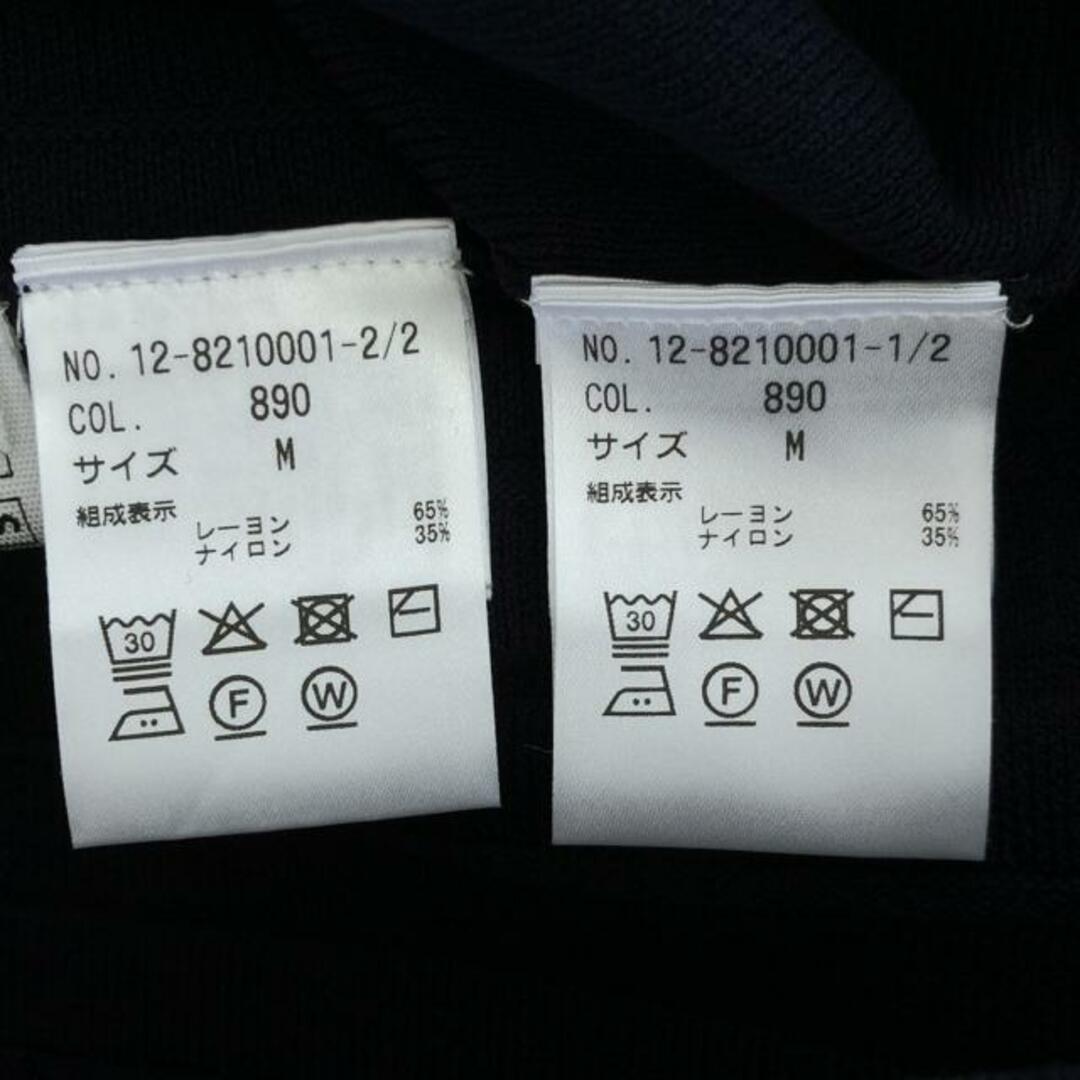 NO. 12-8210001-2/2
COL. 890
サイズ M
組成表示
レーヨン 65%
ナイロン 35%
30
F W
NO. 12-8210001-1/2
COL. 890
サイズ M
組成表示
レーヨン 65%
ナイロン 35%
30
F W